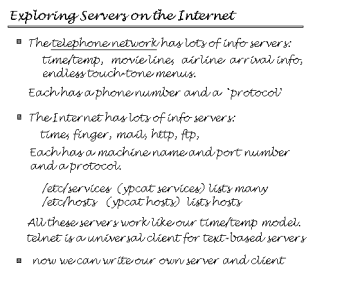 Exploring Servers on the Internet
The telephone network has lots of info servers:
time/temp, movie line, airline arrival info,
endless touch-tone menus.
Each has a phone number and a `protocol'
The Internet has lots of info servers:
time, finger, mail, http, ftp,
Each has a machine name and port number
and a protocol.
/etc/services (ypcat services) lists many
/etc/hosts (ypcat hosts) lists hosts
All these servers work like our time/temp model.
telnet is a universal client for text-based servers
now we can write our own server and client